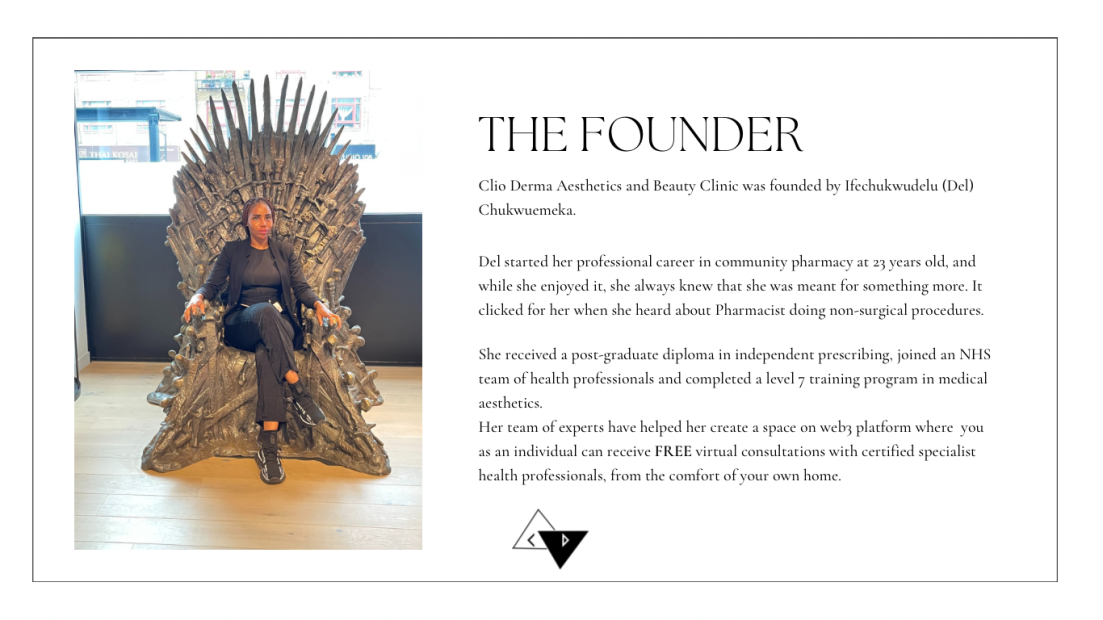 THE FOUNDER
Clio Derma Aesthetics and Beauty Clinic was founded by Ifechukwudelu (Del)
Chukwuemeka.
Del started her professional career in community pharmacy at 23 years old, and
while she enjoyed it, she always knew that she was meant for something more. It
clicked for her when she heard about Pharmacist doing non-surgical procedures.
She received a post-graduate diploma in independent prescribing, joined an NHS
team of health professionals and completed a level 7 training program in medical
aesthetics.
Her team of experts have helped her create a space on web3 platform where you
as an individual can receive FREE virtual consultations with certified specialist
health professionals, from the comfort of your own home.